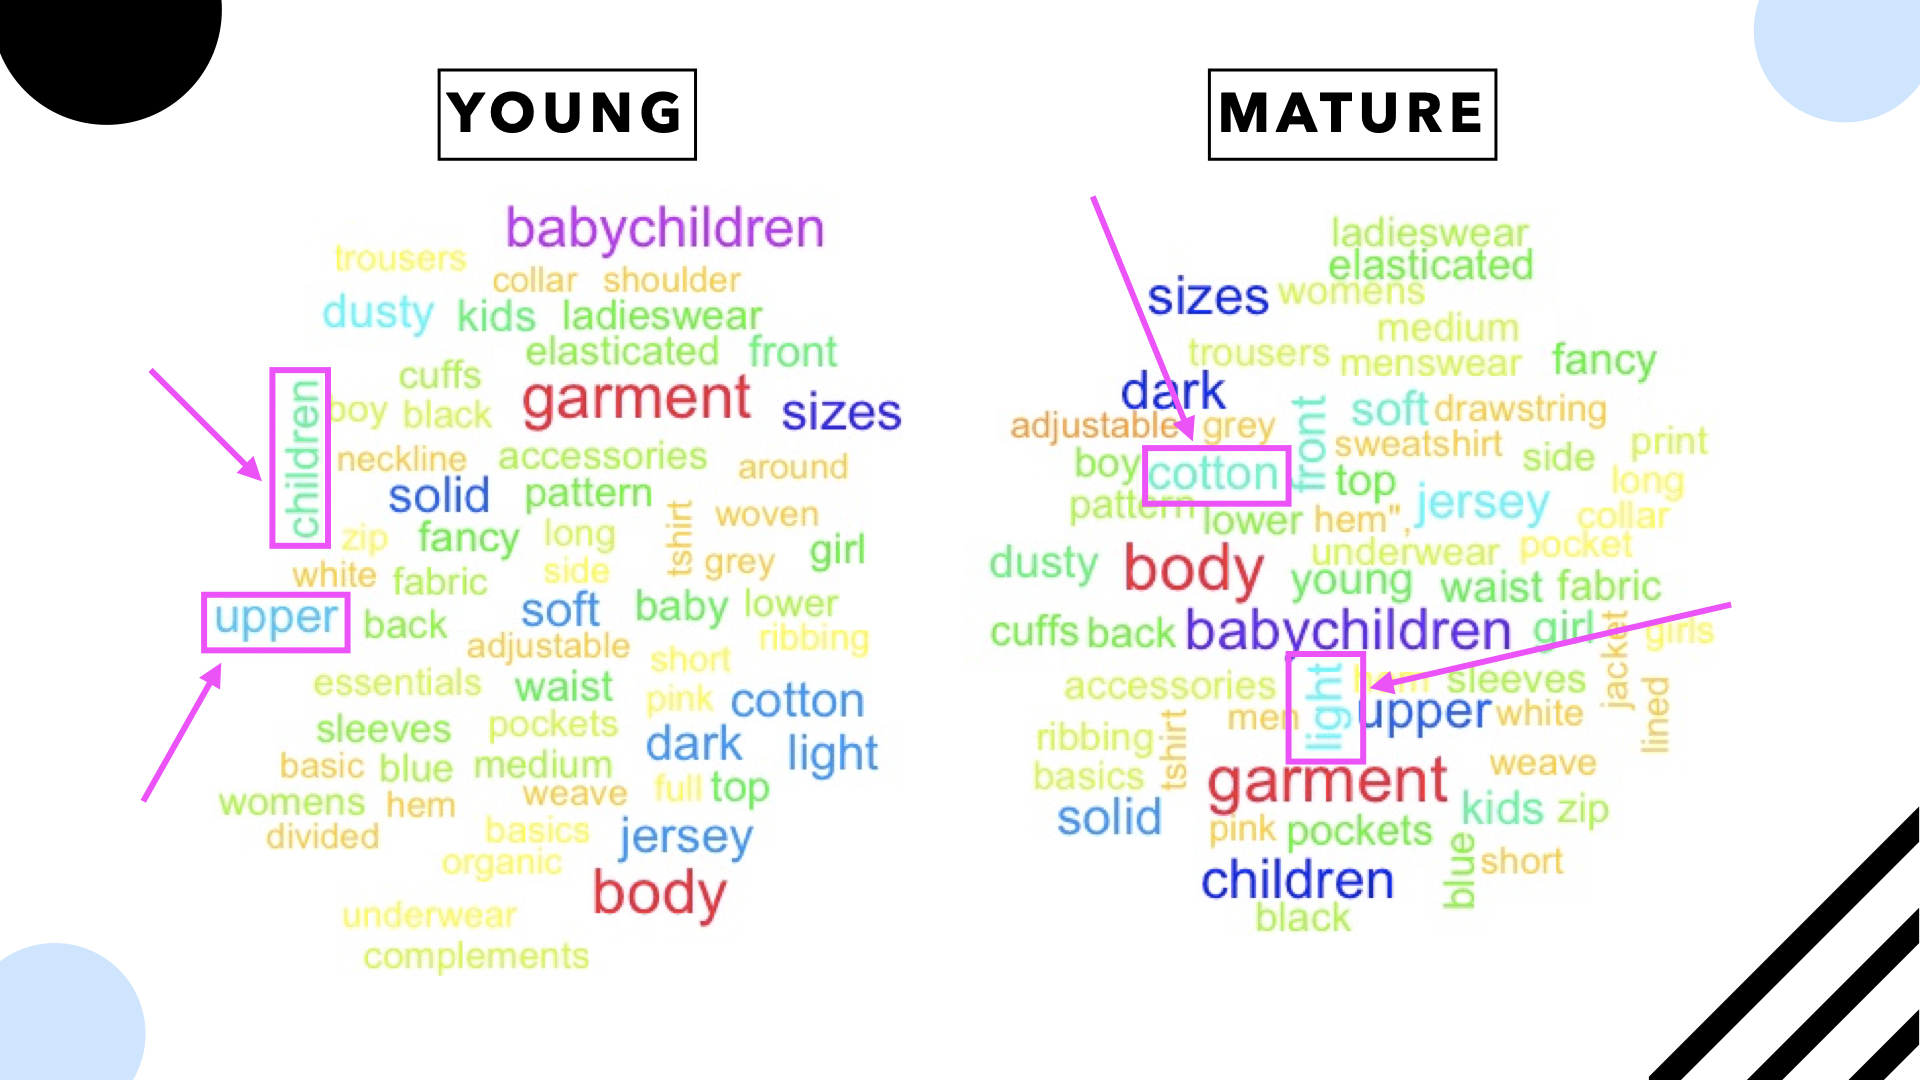 YOUNG
babychildren
trousers
collar shoulder
dusty kids ladieswear
elasticated front
cuffs
garment
children
boy black
sizes
neckline accessories around
solid pattern
tshirt
woven
zip fancy long
grey girl
white fabric side
upper back soft baby lower
adjustable ribbing
short
essentials waist pink cotton
sleeves pockets
dark light
basic blue medium
womens hem weave full top
divided basics jersey
organic
body
underwear
complements
MATURE
ladieswear
elasticated
sizes womens
medium
trousers menswear fancy
dark
adjustable grey front soft drawstring
sweatshirt side print
boy cotton top long
pattern lower hem", jersey collar
underwear pocket
dusty body young waist fabric
cuffs back babychildren girl jacket girls
accessories light hem sleeves
men upper white lined
ribbing tshirt
basics garment weave
solid kids zip
pink pockets
blue short
children
black